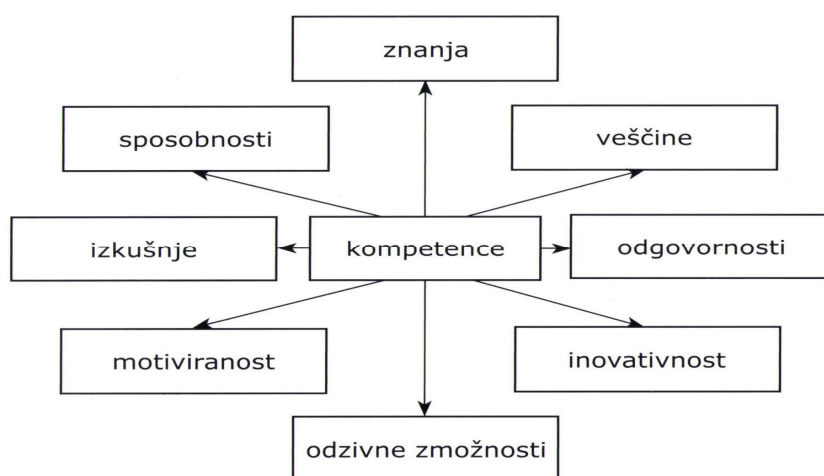 znanja
sposobnosti
veščine
izkušnje
kompetence
odgovornosti
motiviranost
inovativnost
odzivne zmožnosti